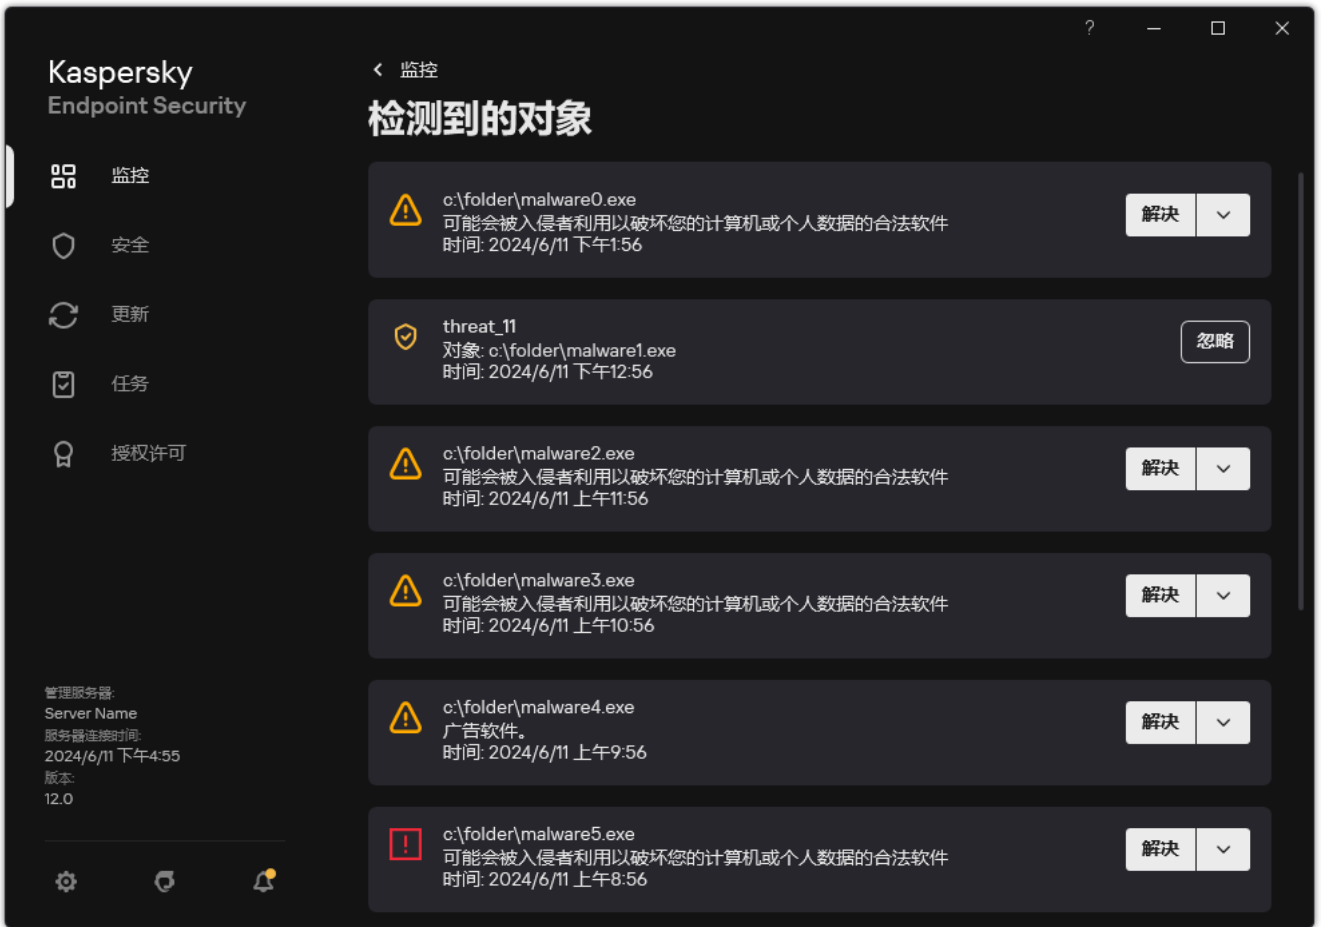 ?
Kaspersky
Endpoint Security
监控
安全
更新
任务
授权许可
管理服务器:
Server Name
服务器连接时间:
2024/6/11 下午4:55
版本:
12.0
监控
检测到的对象
c:\folder\malware0.exe
可能会被入侵者利用以破坏您的计算机或个人数据的合法软件
时间: 2024/6/11 下午1:56
解决
threat_11
对象: c:\folder\malware1.exe
时间: 2024/6/11 下午12:56
忽略
c:\folder\malware2.exe
可能会被入侵者利用以破坏您的计算机或个人数据的合法软件
时间: 2024/6/11 上午11:56
解决
c:\folder\malware3.exe
可能会被入侵者利用以破坏您的计算机或个人数据的合法软件
时间: 2024/6/11 上午10:56
解决
c:\folder\malware4.exe
广告软件。
时间: 2024/6/11 上午9:56
解决
c:\folder\malware5.exe
可能会被入侵者利用以破坏您的计算机或个人数据的合法软件
时间: 2024/6/11 上午8:56
解决